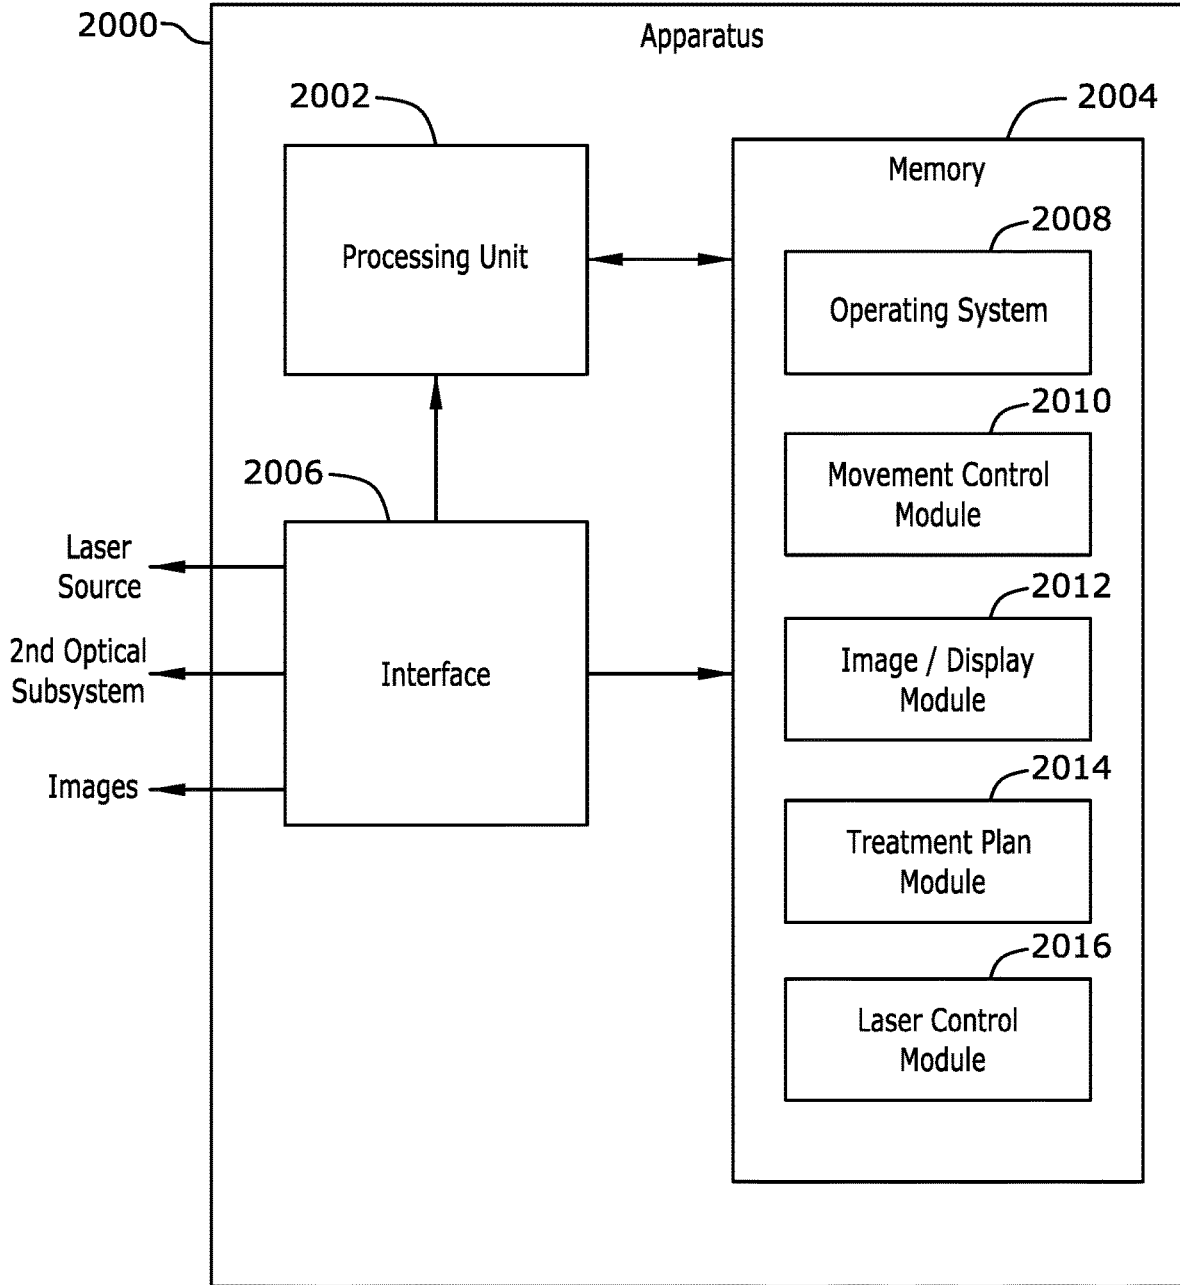 2000
Apparatus
2002
2004
Processing Unit
Memory
2008
Operating System
2010
Movement Control
Module
2006
Laser
Source
2nd Optical
Subsystem
Images
Interface
2012
Image / Display
Module
2014
Treatment Plan
Module
2016
Laser Control
Module